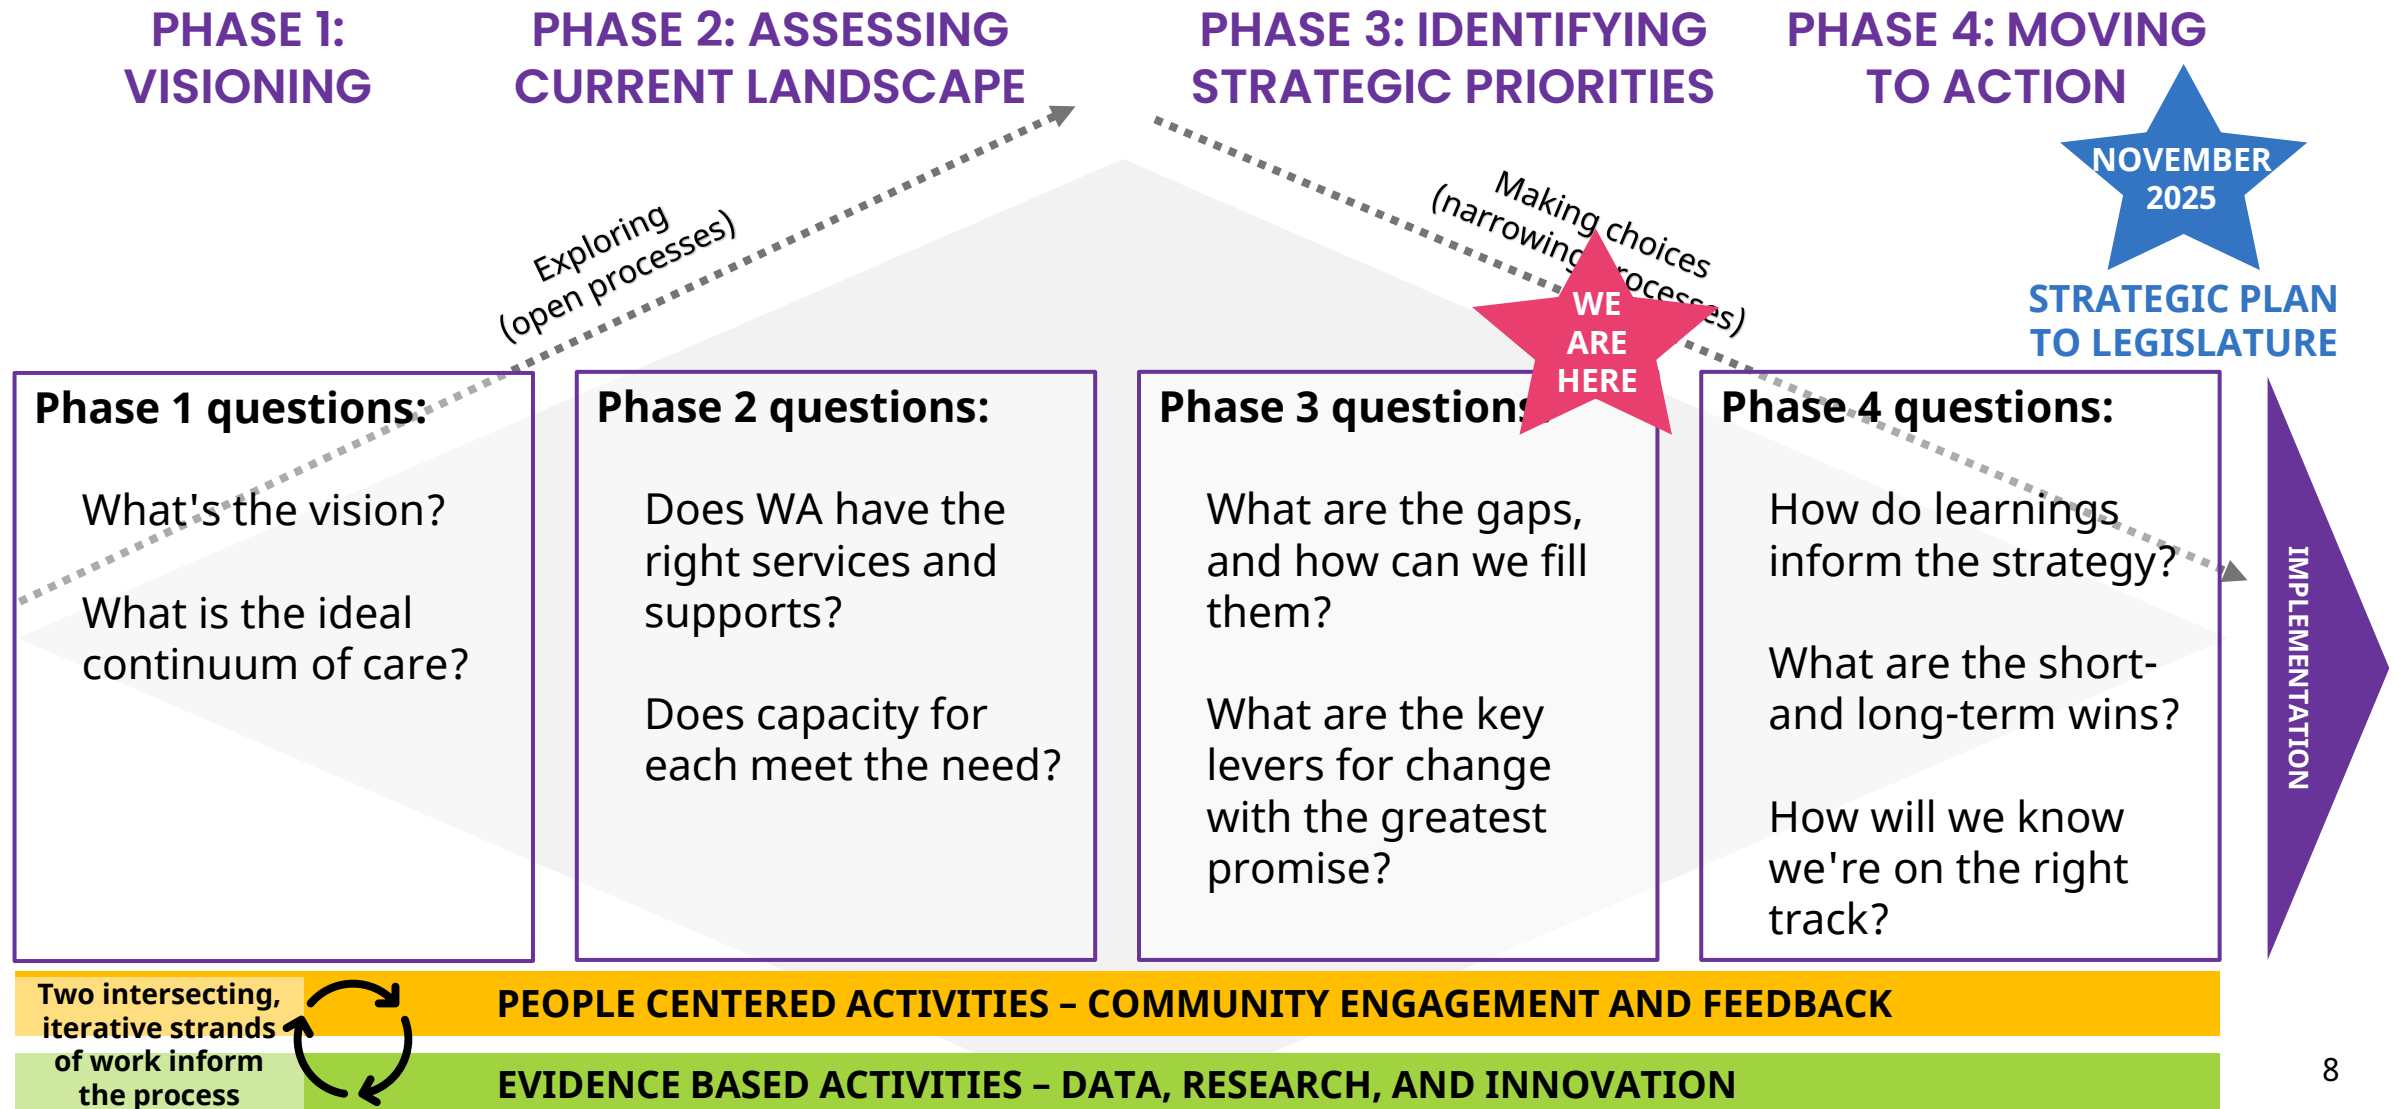 PHASE 1:
VISIONING
PHASE 2: ASSESSING
CURRENT LANDSCAPE
PHASE 3: IDENTIFYING
STRATEGIC PRIORITIES
PHASE 4: MOVING
TO ACTION
NOVEMBER
2025
STRATEGIC PLAN
TO LEGISLATURE
Exploring
(open processes)
Making choices
(narrowing processes)
WE
ARE
HERE
Phase 1 questions:
What's the vision?
What is the ideal
continuum of care?
Phase 2 questions:
Does WA have the
right services and
supports?
Does capacity for
each meet the need?
Phase 3 questions:
What are the gaps,
and how can we fill
them?
What are the key
levers for change
with the greatest
promise?
Phase 4 questions:
How do learnings
inform the strategy?
What are the short-
and long-term wins?
How will we know
we're on the right
track?
IMPLEMENTATION
Two intersecting,
iterative strands
of work inform
the process
PEOPLE CENTERED ACTIVITIES – COMMUNITY ENGAGEMENT AND FEEDBACK
EVIDENCE BASED ACTIVITIES – DATA, RESEARCH, AND INNOVATION
8